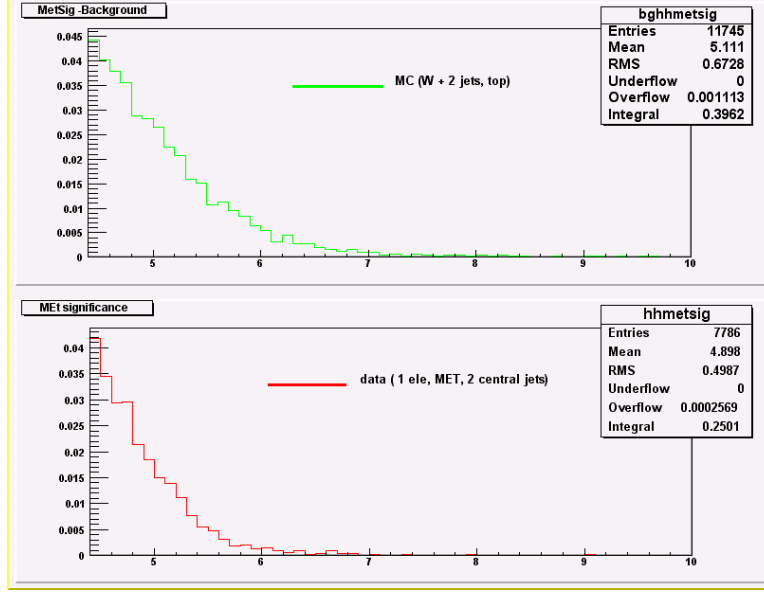 MetSig -Background
bghhmetsig
Entries 11745
Mean 5.111
RMS 0.6728
Underflow 0
Overflow 0.001113
Integral 0.3962
MC (W + 2 jets, top)
0.045
0.04
0.035
0.03
0.025
0.02
0.015
0.01
0.005
0
5 6 7 8 9 10
MEt significance
hhmetsig
Entries 7786
Mean 4.898
RMS 0.4987
Underflow 0
Overflow 0.0002569
Integral 0.2501
data ( 1 ele, MET, 2 central jets)
0.04
0.035
0.03
0.025
0.02
0.015
0.01
0.005
0
5 6 7 8 9 10